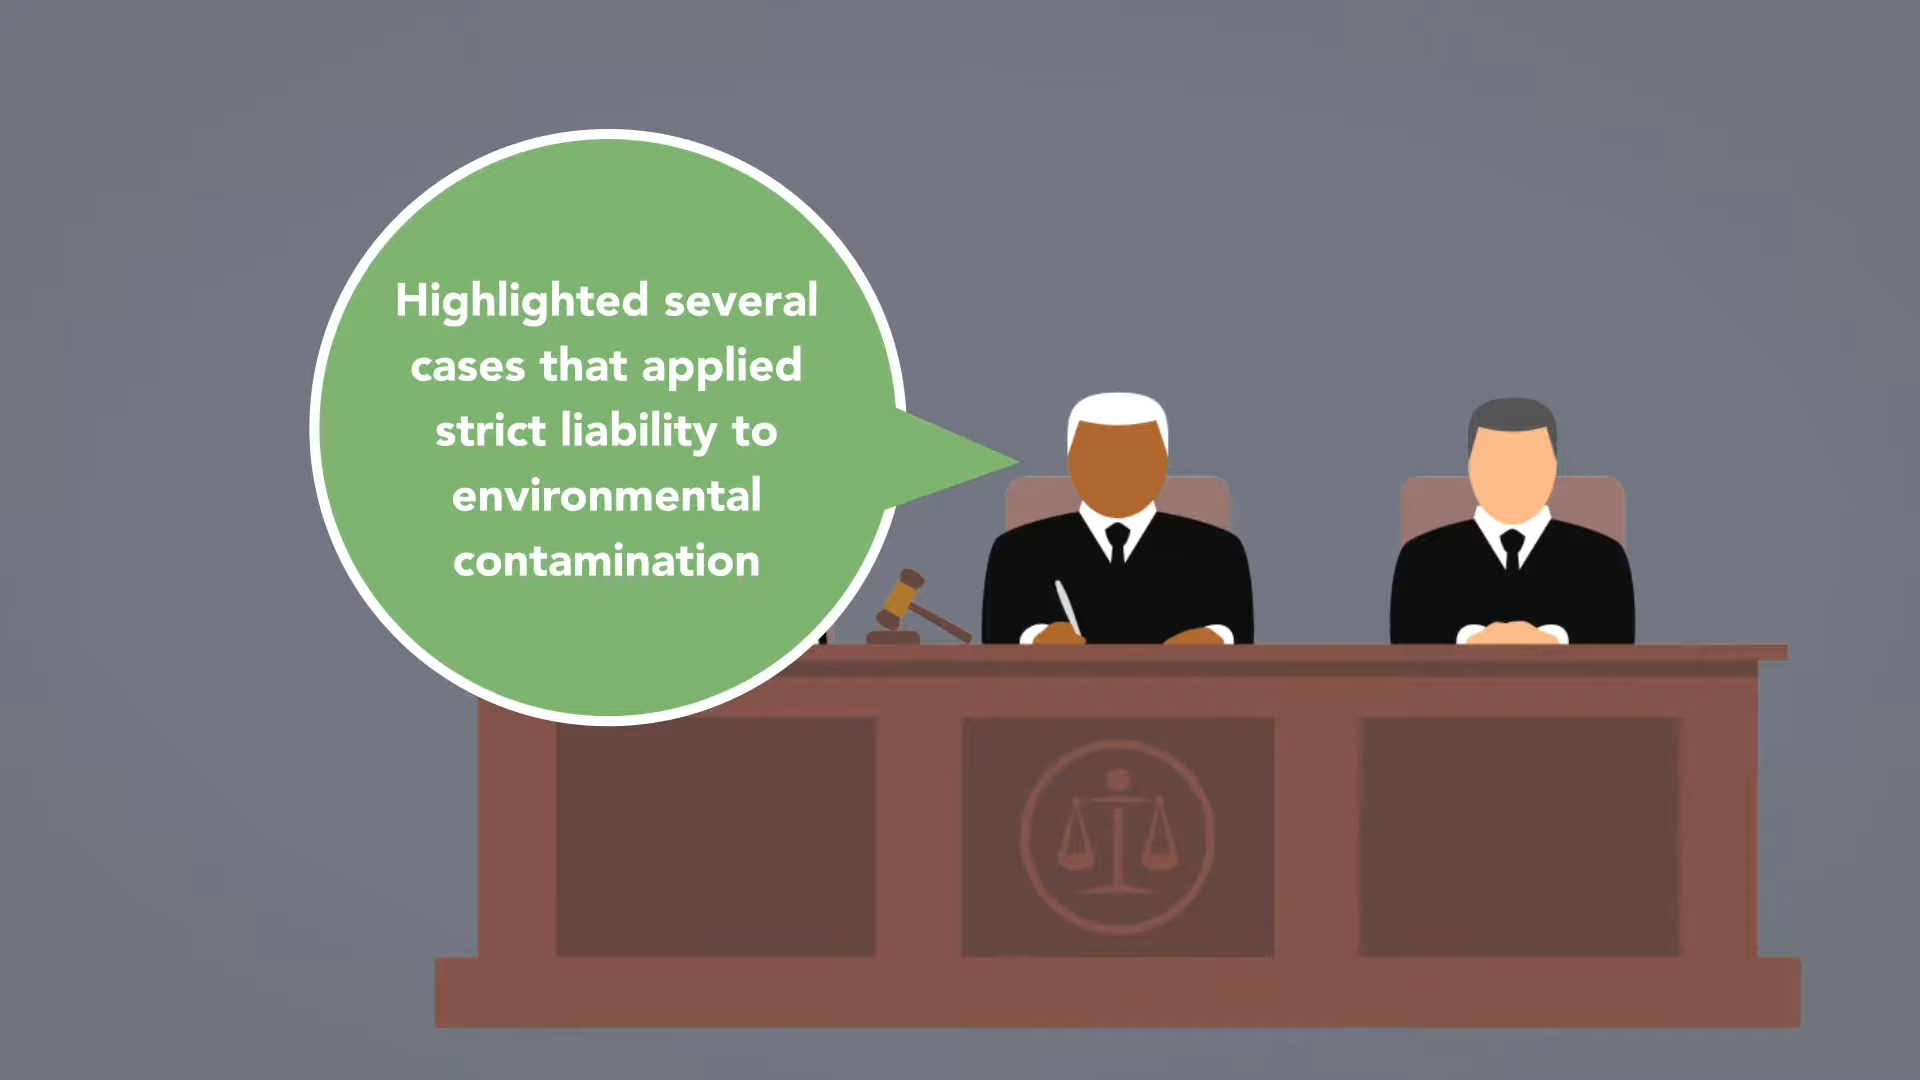 Highlighted several
cases that applied
strict liability to
environmental
contamination